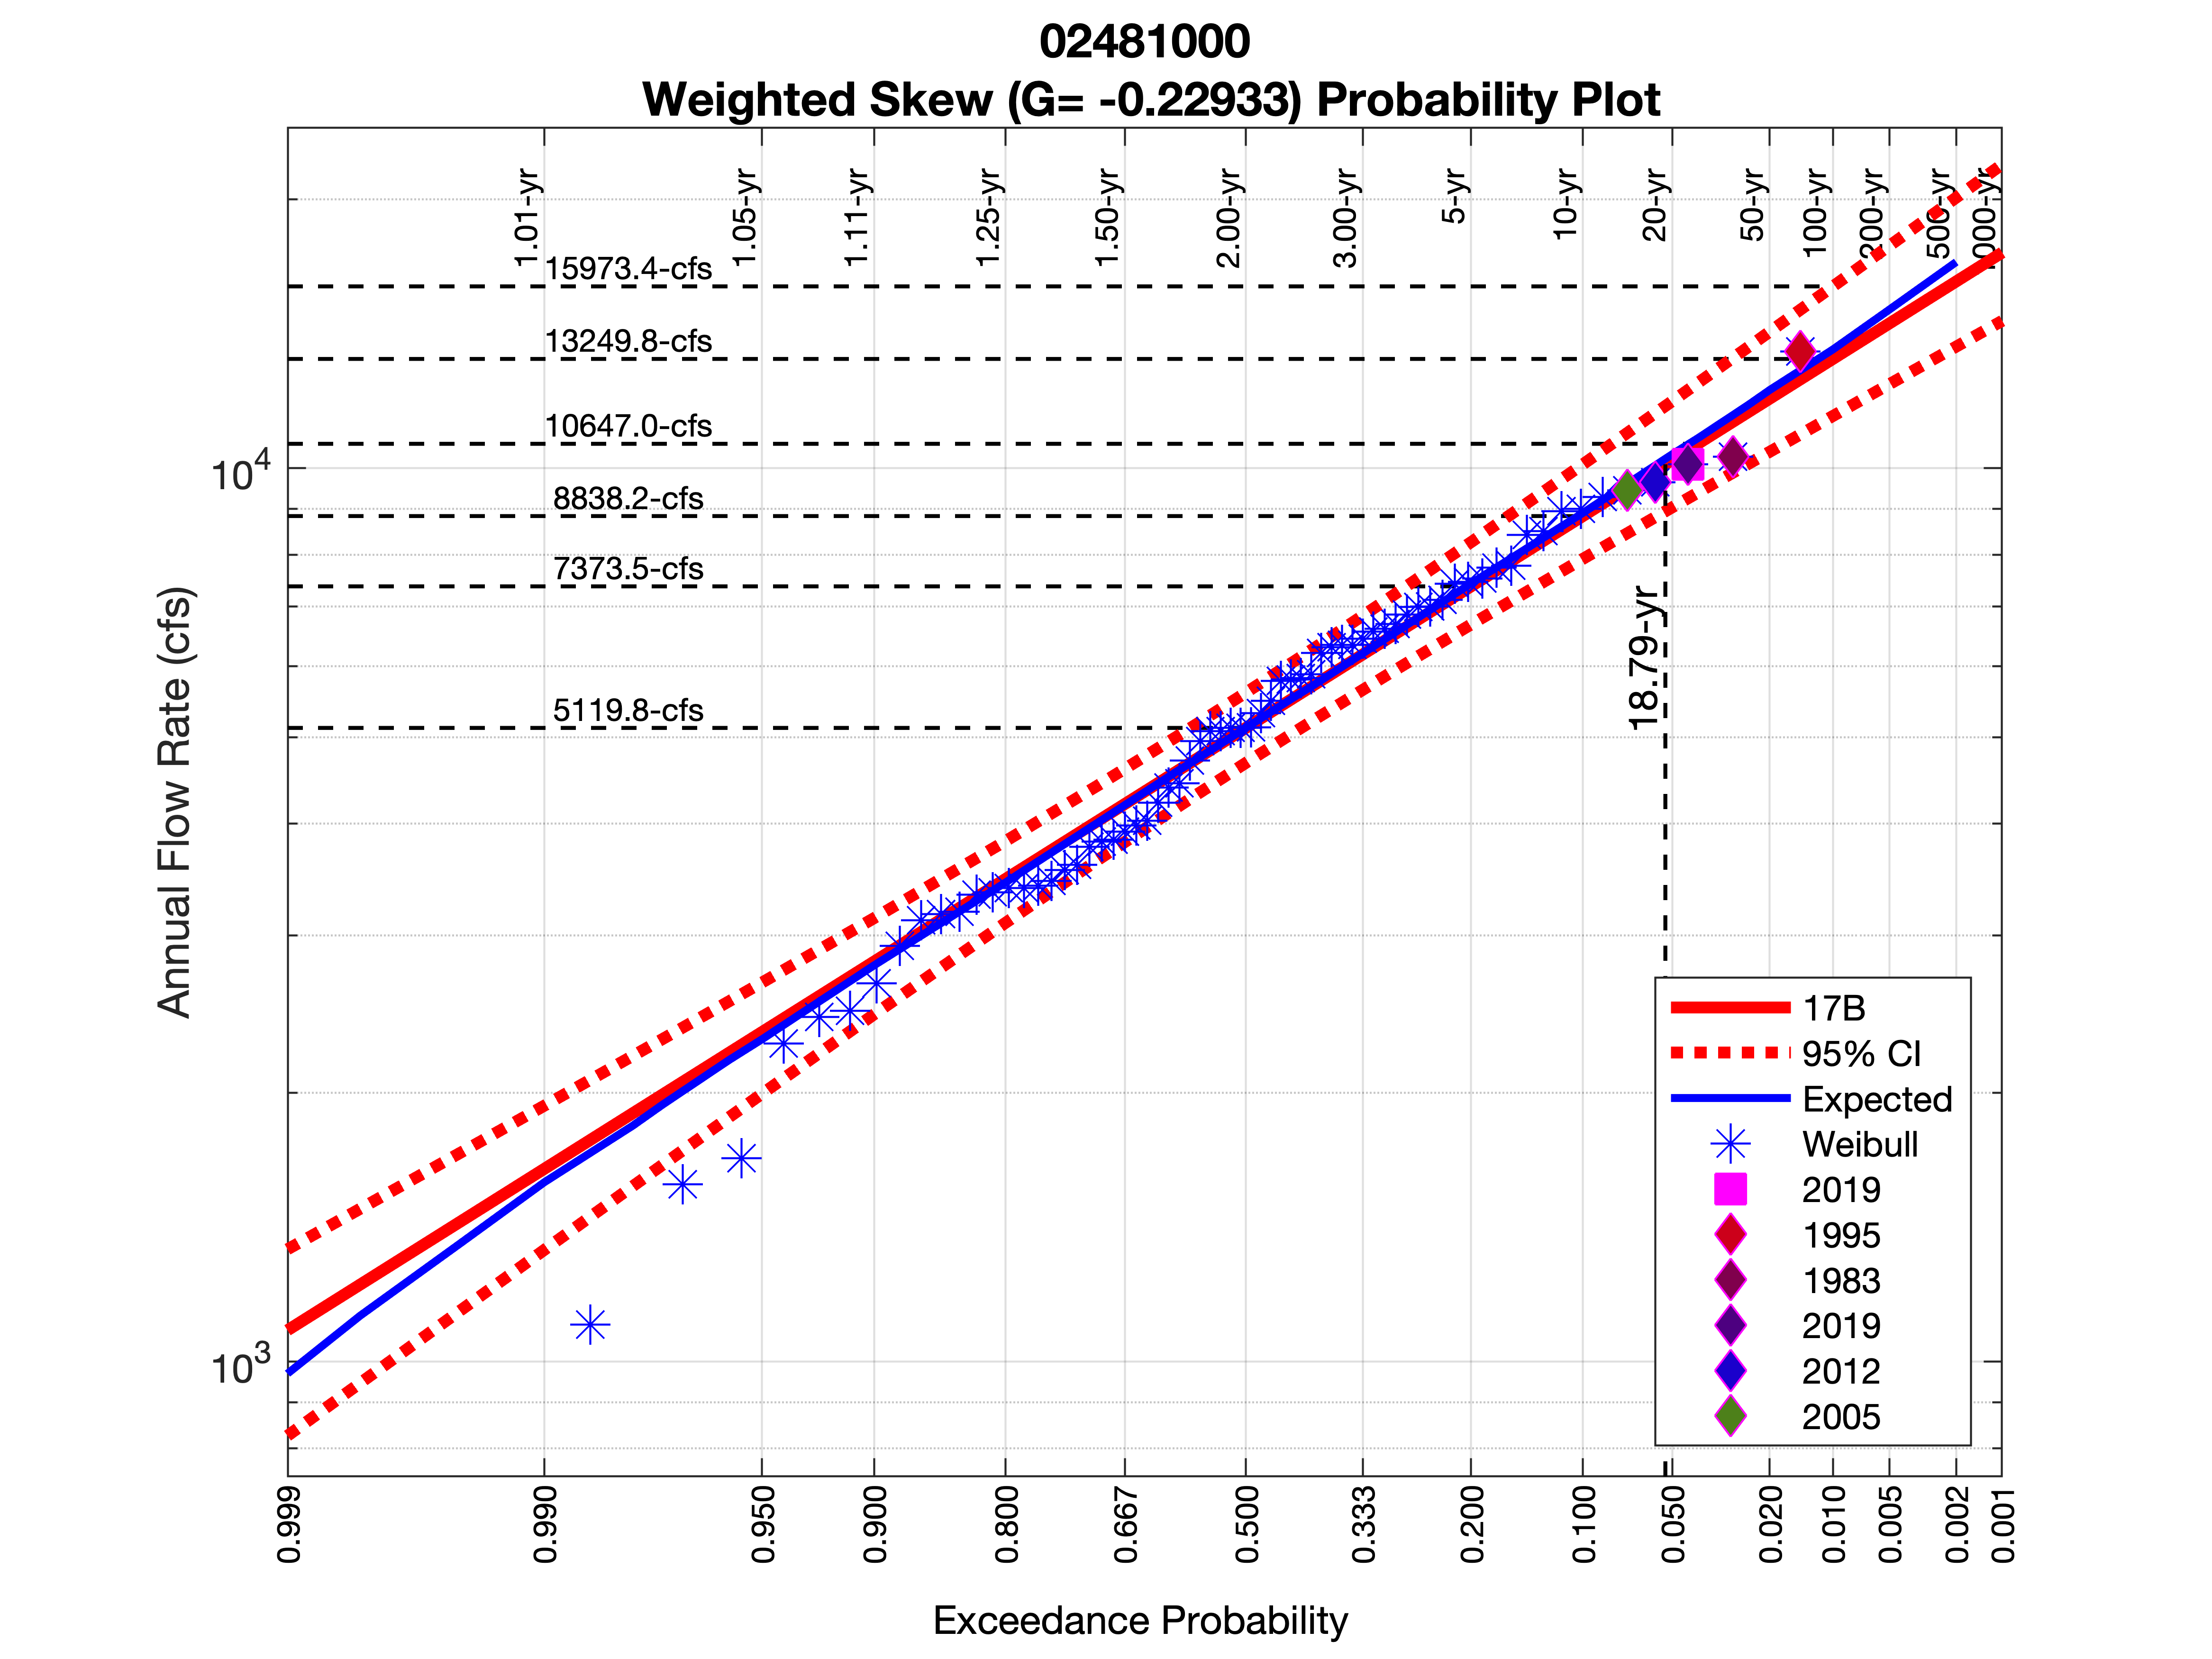 02481000
Weighted Skew (G= -0.22933) Probability Plot
1.01-yr
1.05-yr
1.11-yr
1.25-yr
1.50-yr
2.00-yr
3.00-yr
5-yr
10-yr
20-yr
50-yr
100-yr
200-yr
500-yr
15973.4-cfs
13249.8-cfs
10647.0-cfs
8838.2-cfs
7373.5-cfs
5119.8-cfs
18.79-yr
10^4
10^3
Annual Flow Rate (cfs)
17B
95% CI
Expected
Weibull
2019
1995
1983
2019
2012
2005
0.999
0.990
0.950
0.900
0.800
0.667
0.500
0.333
0.200
0.100
0.050
0.020
0.010
0.005
0.002
0.001
Exceedance Probability